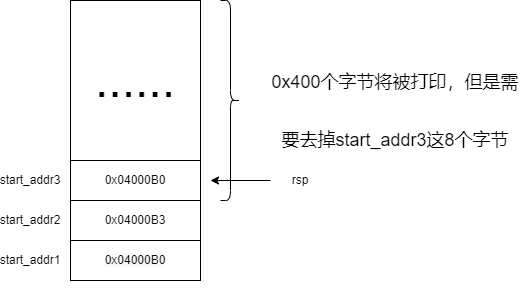 ......
0x400个字节将被打印，但是需
要去掉start_addr3这8个字节
start_addr3 0x04000B0 rsp
start_addr2 0x04000B3
start_addr1 0x04000B0